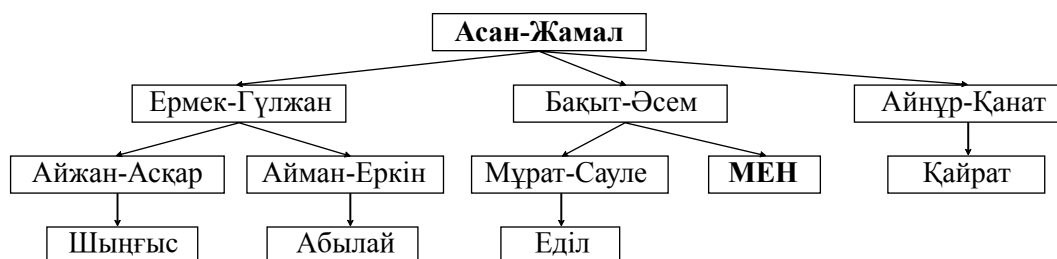 Асан-Жамал
Ермек-Гүлжан
Бақыт-Әсем
Айнұр-Қанат
Айжан-Асқар
Айман-Еркін
Мұрат-Сауле
МЕН
Қайрат
Шыңғыс
Абылай
Еділ